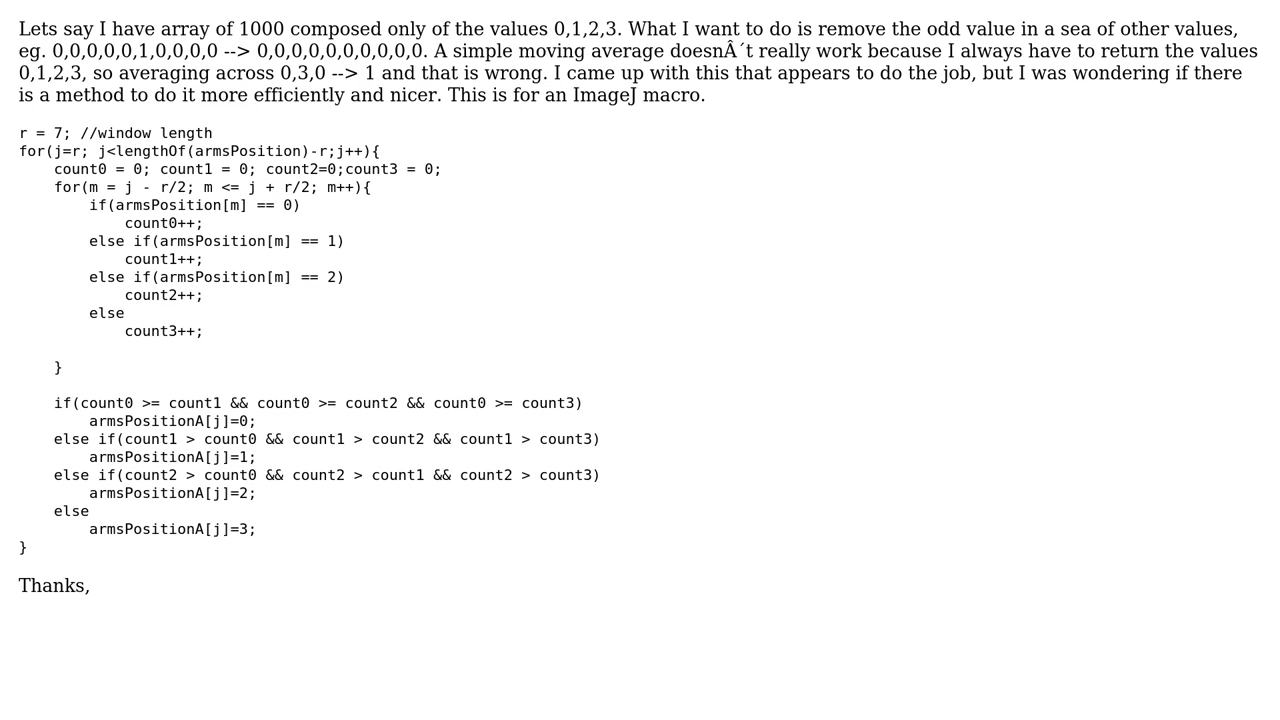 Lets say I have array of 1000 composed only of the values 0,1,2,3. What I want to do is remove the odd value in a sea of other values,
eg. 0,0,0,0,0,1,0,0,0,0 --> 0,0,0,0,0,0,0,0,0,0. A simple moving average doesnÂ´t really work because I always have to return the values
0,1,2,3, so averaging across 0,3,0 --> 1 and that is wrong. I came up with this that appears to do the job, but I was wondering if there
is a method to do it more efficiently and nicer. This is for an ImageJ macro.
r = 7; //window length
for(j=r; j<lengthOf(armsPosition)-r;j++){
    count0 = 0; count1 = 0; count2=0;count3 = 0;
    for(m = j - r/2; m <= j + r/2; m++){
        if(armsPosition[m] == 0)
            count0++;
        else if(armsPosition[m] == 1)
            count1++;
        else if(armsPosition[m] == 2)
            count2++;
        else
            count3++;
    }
    if(count0 >= count1 && count0 >= count2 && count0 >= count3)
        armsPositionA[j]=0;
    else if(count1 > count0 && count1 > count2 && count1 > count3)
        armsPositionA[j]=1;
    else if(count2 > count0 && count2 > count1 && count2 > count3)
        armsPositionA[j]=2;
    else
        armsPositionA[j]=3;
}
Thanks,